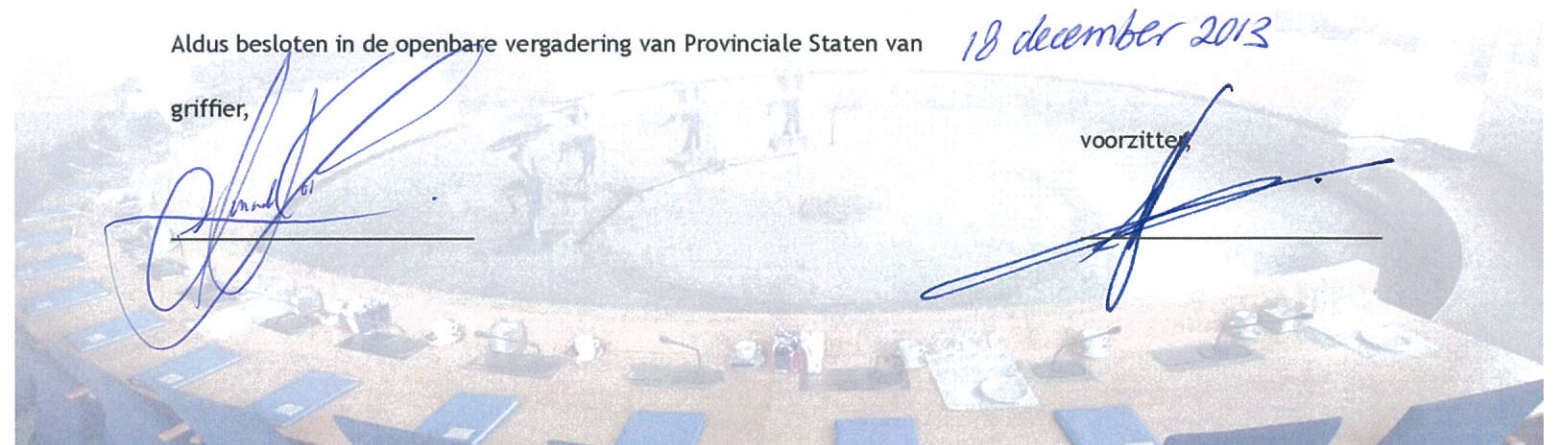 Aldus besloten in de openbare vergadering van Provinciale Staten van 18 december 2013
griffier,
voorzitter,